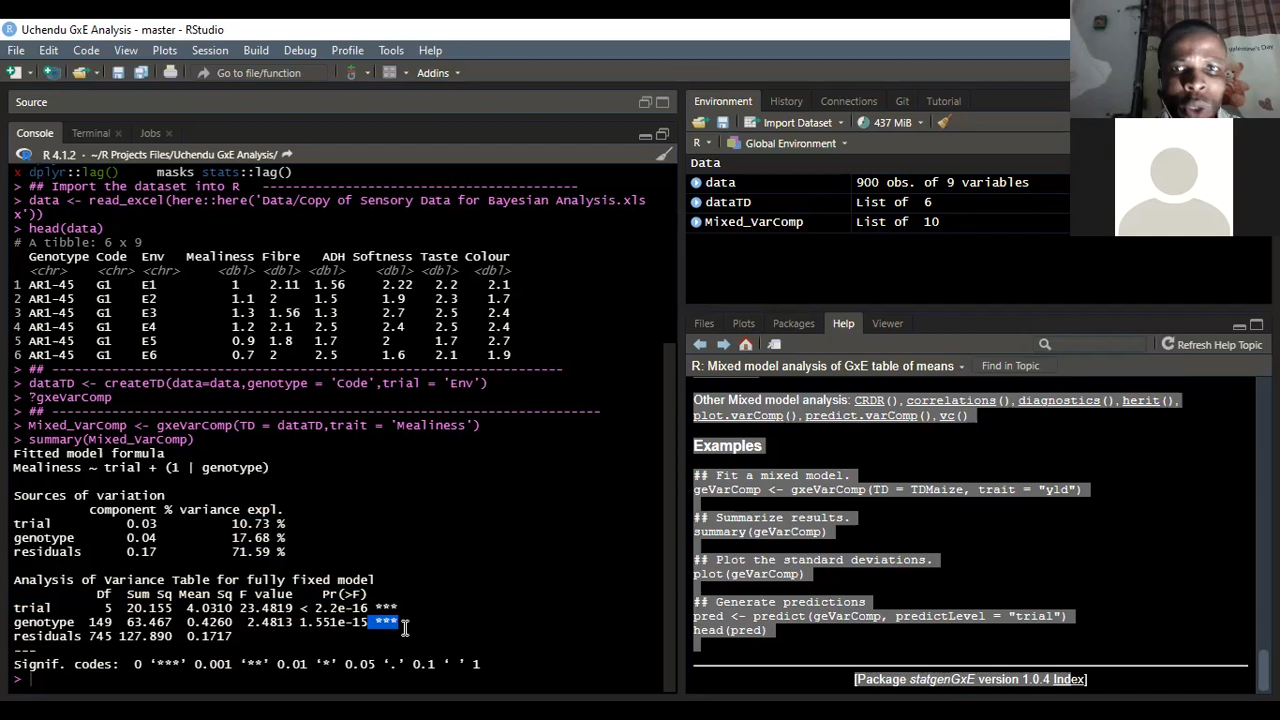 Uchendu GxE Analysis - master - RStudio
File Edit Code View Plots Session Build Debug Profile Tools Help
Go to file/function
Addins
Source
Console Terminal Jobs
R 4.1.2 · ~/R Projects Files/Uchendu GxE Analysis/
x dplyr::lag() masks stats::lag()
> ## Import the dataset into R -------------------------------------------
> data <- read_excel(here::here('Data/Copy of Sensory Data for Bayesian Analysis.xls
x'))
> head(data)
# A tibble: 6 x 9
Genotype Code Env Mealiness Fibre ADH Softness Taste Colour
<chr> <chr> <chr> <dbl> <dbl> <dbl> <dbl> <dbl> <dbl>
1 AR1-45 G1 E1 1 2.11 1.56 2.22 2.2 2.1
2 AR1-45 G1 E2 1.1 2 1.5 1.9 2.3 1.7
3 AR1-45 G1 E3 1.3 1.56 1.3 2.7 2.5 2.4
4 AR1-45 G1 E4 1.2 2.1 2.5 2.4 2.5 2.4
5 AR1-45 G1 E5 0.9 1.8 1.7 2 1.7 2.7
6 AR1-45 G1 E6 0.7 2 2.5 1.6 2.1 1.9
> ## ---------------------------------------------------------------------
> dataTD <- createTD(data=data,genotype = 'Code',trial = 'Env')
> ?gxeVarComp
> ## --------------------------------------------------------------------------
> Mixed_VarComp <- gxeVarComp(TD = dataTD,trait = 'Mealiness')
> summary(Mixed_VarComp)
Fitted model formula
Mealiness ~ trial + (1 | genotype)
Sources of variation
component % variance expl.
trial 0.03 10.73 %
genotype 0.04 17.68 %
residuals 0.17 71.59 %
Analysis of Variance Table for fully fixed model
Df Sum Sq Mean Sq F value Pr(>F)
trial 5 20.155 4.0310 23.4819 < 2.2e-16 ***
genotype 149 63.467 0.4260 2.4813 1.551e-15 ***
residuals 745 127.890 0.1717
---
Signif. codes: 0 ‘***’ 0.001 ‘**’ 0.01 ‘*’ 0.05 ‘.’ 0.1 ‘ ’ 1
>
Environment History Connections Git Tutorial
Import Dataset 437 MiB
R Global Environment
Data
data 900 obs. of 9 variables
dataTD List of 6
Mixed_VarComp List of 10
Files Plots Packages Help Viewer
Refresh Help Topic
R: Mixed model analysis of GxE table of means Find in Topic
Other Mixed model analysis: CRDR(), correlations(), diagnostics(), herit(),
plot.varComp(), predict.varComp(), vc()
Examples
## Fit a mixed model.
geVarComp <- gxeVarComp(TD = TDMaize, trait = "yld")
## Summarize results.
summary(geVarComp)
## Plot the standard deviations.
plot(geVarComp)
## Generate predictions
pred <- predict(geVarComp, predictLevel = "trial")
head(pred)
[Package statgenGxE version 1.0.4 Index]